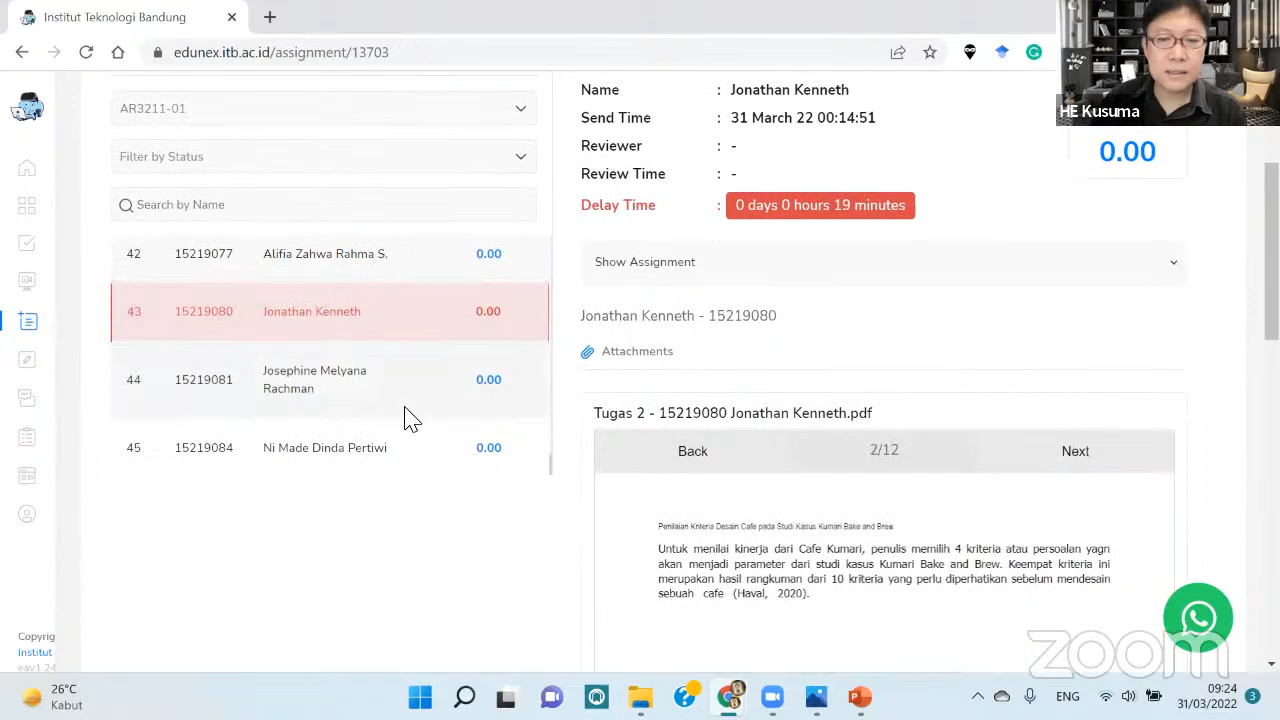 Institut Teknologi Bandung
edunex.itb.ac.id/assignment/13703
HE Kusuma
AR3211-01
Filter by Status
Search by Name
42 15219077 Alifia Zahwa Rahma S. 0.00
43 15219080 Jonathan Kenneth 0.00
44 15219081 Josephine Melyana Rachman 0.00
45 15219084 Ni Made Dinda Pertiwi 0.00
Name : Jonathan Kenneth
Send Time : 31 March 22 00:14:51
Reviewer : -
Review Time : -
Delay Time : 0 days 0 hours 19 minutes
0.00
Show Assignment
Jonathan Kenneth - 15219080
Attachments
Tugas 2 - 15219080 Jonathan Kenneth.pdf
Back 2/12 Next
Penilaian Kriteria Desain Cafe pada Studi Kasus Kumari Bake and Brew
Untuk menilai kinerja dari Cafe Kumari, penulis memilih 4 kriteria atau persoalan yagn
akan menjadi parameter dari studi kasus Kumari Bake and Brew. Keempat kriteria ini
merupakan hasil rangkuman dari 10 kriteria yang perlu diperhatikan sebelum mendesain
sebuah cafe (Haval, 2020).
Copyrig
Institut
zoom
26°C
Kabut
ENG
09:24
31/03/2022
3